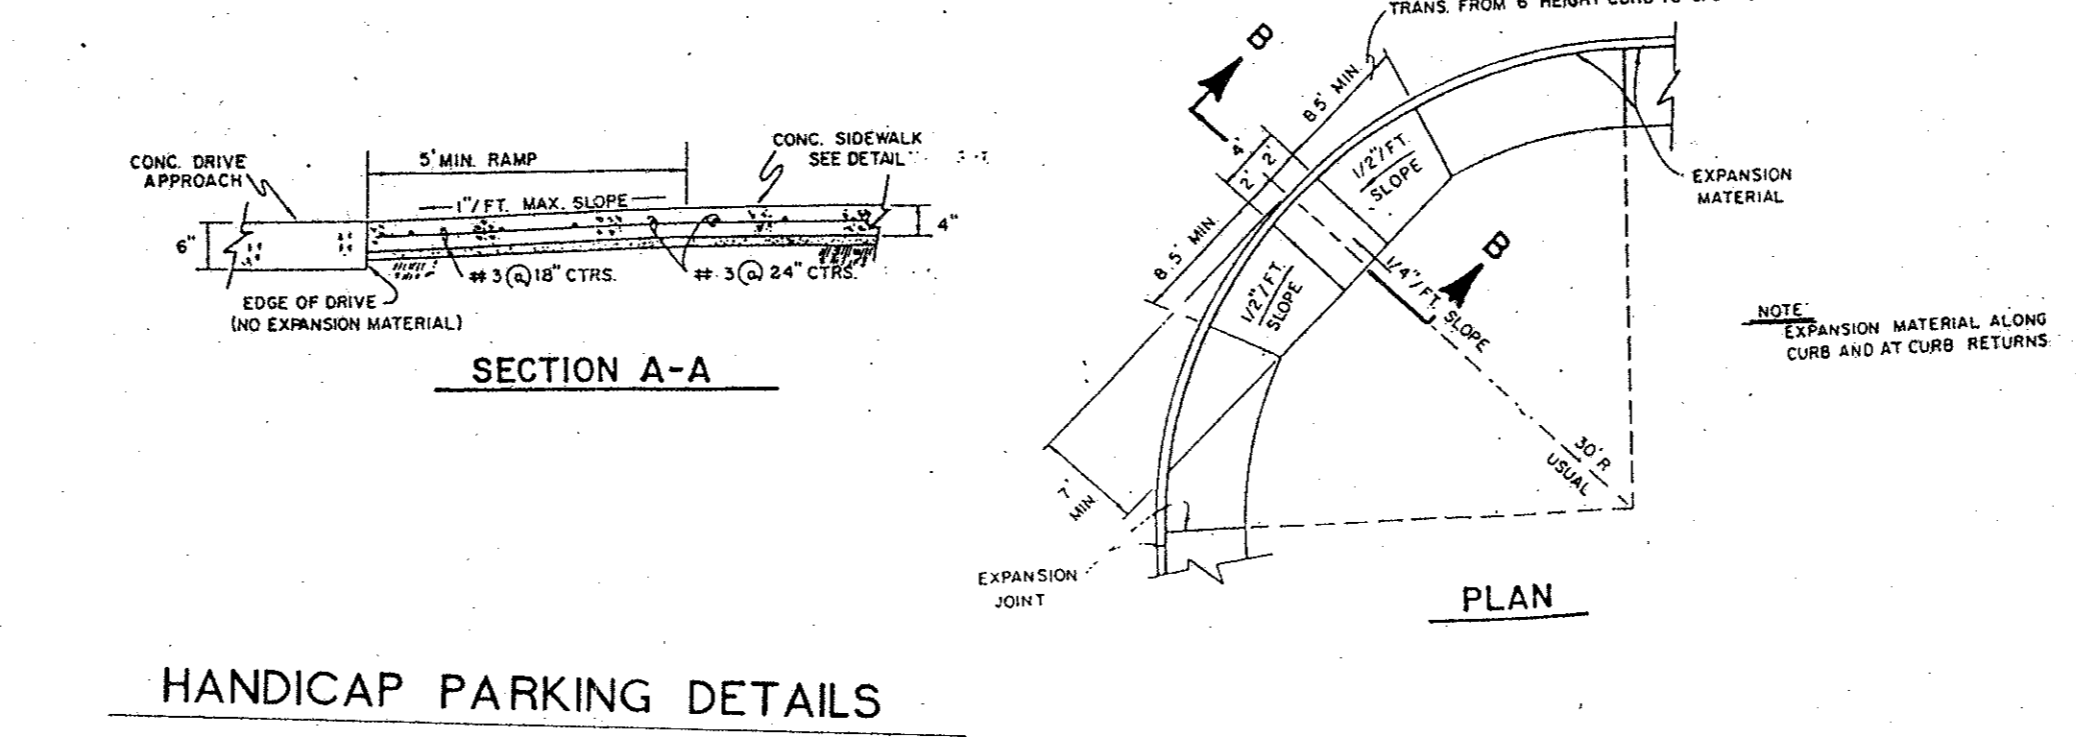 CONC. DRIVE
APPROACH
5' MIN. RAMP
CONC. SIDEWALK
SEE DETAIL
1"/FT. MAX. SLOPE
6"
4"
#3@18" CTRS.
#.3@24" CTRS.
EDGE OF DRIVE
(NO EXPANSION MATERIAL)
SECTION A-A
HANDICAP PARKING DETAILS
TRANS. FROM 6" HEIGHT CURB TO
B
8.5' MIN.
4'
2'
2'
8.5' MIN.
1/2"/FT.
SLOPE
1/2"/FT.
SLOPE
B
1/4"/FT. SLOPE
EXPANSION
MATERIAL
NOTE:
EXPANSION MATERIAL ALONG
CURB AND AT CURB RETURNS
30' R
USUAL
7'
MIN.
EXPANSION
JOINT
PLAN